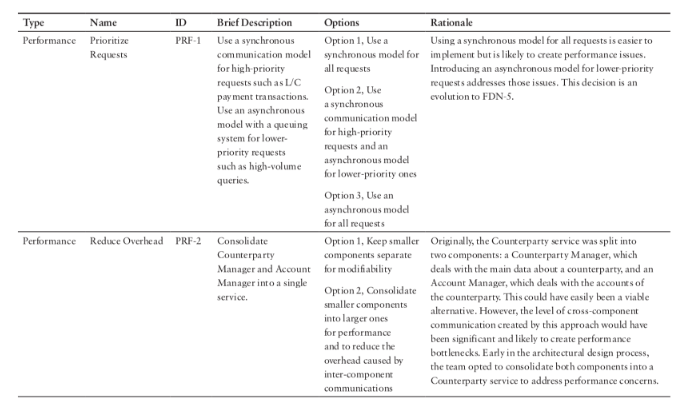 Type Name ID Brief Description Options Rationale
Performance Prioritize Requests PRF-1
Use a synchronous
communication model
for high-priority
requests such as L/C
payment transactions.
Use an asynchronous
model with a queuing
system for lower-
priority requests
such as high-volume
queries.
Option 1, Use a
synchronous model for
all requests
Option 2, Use
a synchronous
communication model
for high-priority
requests and an
asynchronous model
for lower-priority ones
Option 3, Use an
asynchronous model
for all requests
Using a synchronous model for all requests is easier to
implement but is likely to create performance issues.
Introducing an asynchronous model for lower-priority
requests addresses those issues. This decision is an
evolution to FDN-5.
Performance Reduce Overhead PRF-2
Consolidate
Counterparty
Manager and Account
Manager into a single
service.
Option 1, Keep smaller
components separate
for modifiability
Option 2, Consolidate
smaller components
into larger ones
for performance
and to reduce the
overhead caused by
inter-component
communications
Originally, the Counterparty service was split into
two components: a Counterparty Manager, which
deals with the main data about a counterparty, and an
Account Manager, which deals with the accounts of
the counterparty. This could have easily been a viable
alternative. However, the level of cross-component
communication created by this approach would have
been significant and likely to create performance
bottlenecks. Early in the architectural design process,
the team opted to consolidate both components into a
Counterparty service to address performance concerns.